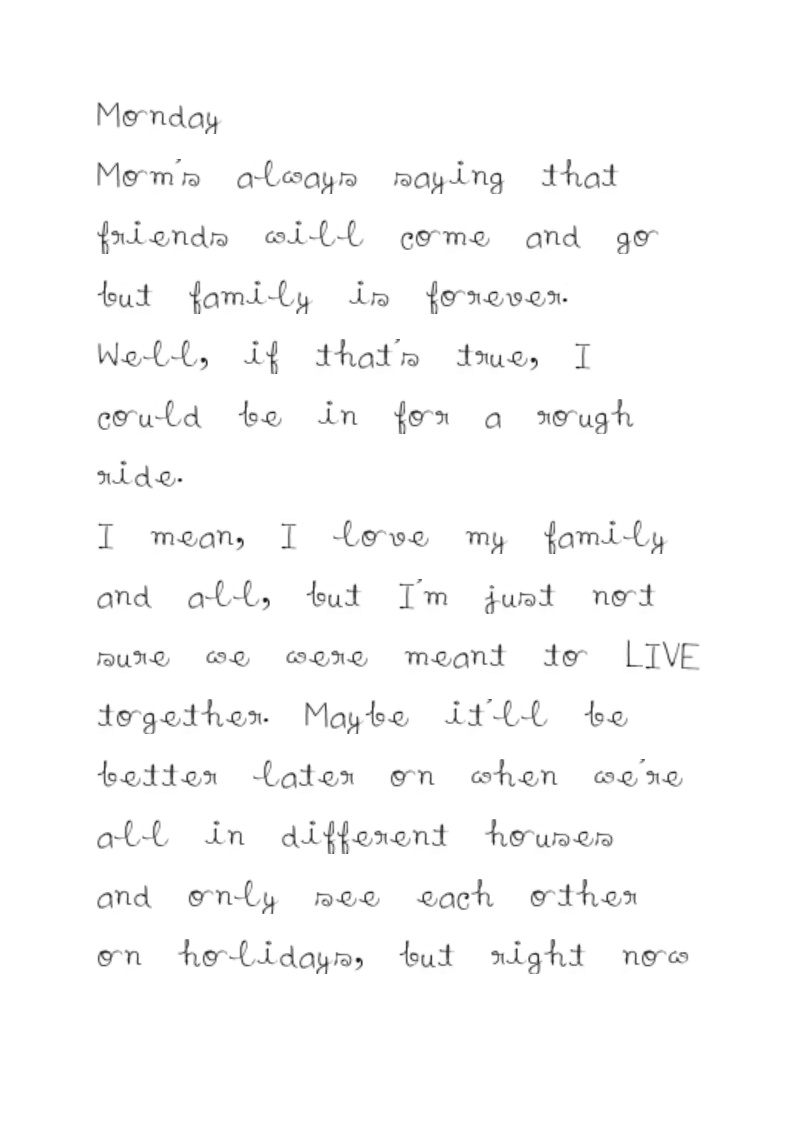 Monday
Mom's always saying that
friends will come and go
but family is forever.
Well, if that's true, I
could be in for a rough
ride.
I mean, I love my family
and all, but I'm just not
sure we were meant to LIVE
together. Maybe it'll be
better later on when we're
all in different houses
and only see each other
on holidays, but right now